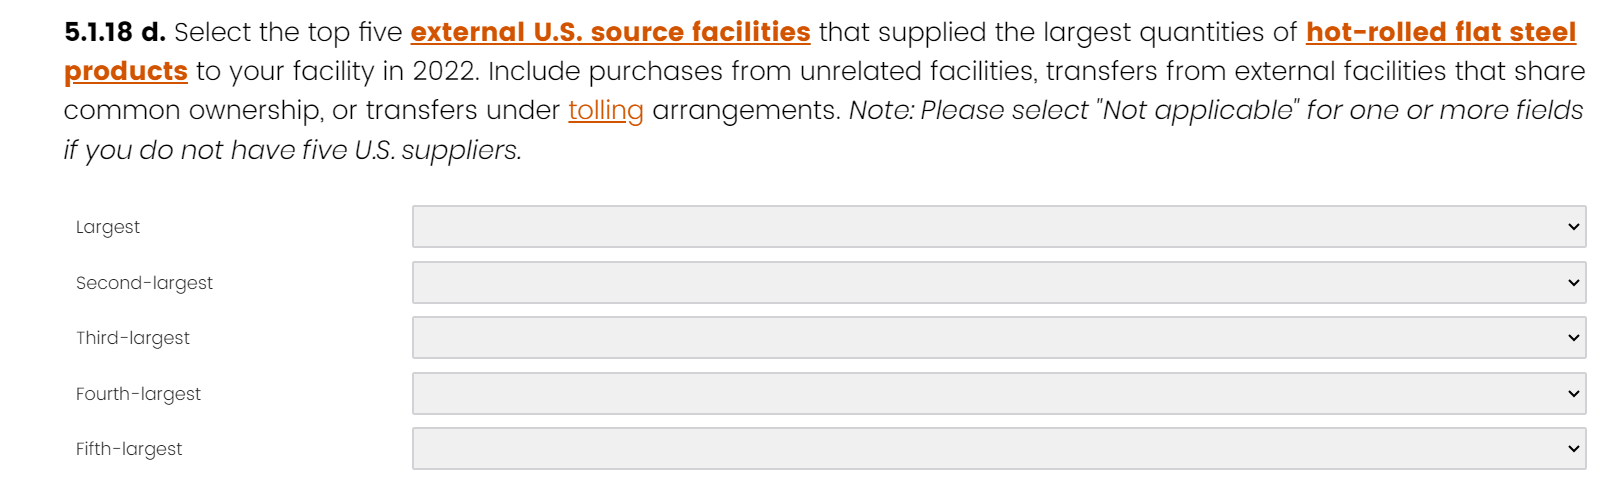 5.1.18 d. Select the top five external U.S. source facilities that supplied the largest quantities of hot-rolled flat steel
products to your facility in 2022. Include purchases from unrelated facilities, transfers from external facilities that share
common ownership, or transfers under tolling arrangements. Note: Please select "Not applicable" for one or more fields
if you do not have five U.S. suppliers.
Largest
Second-largest
Third-largest
Fourth-largest
Fifth-largest